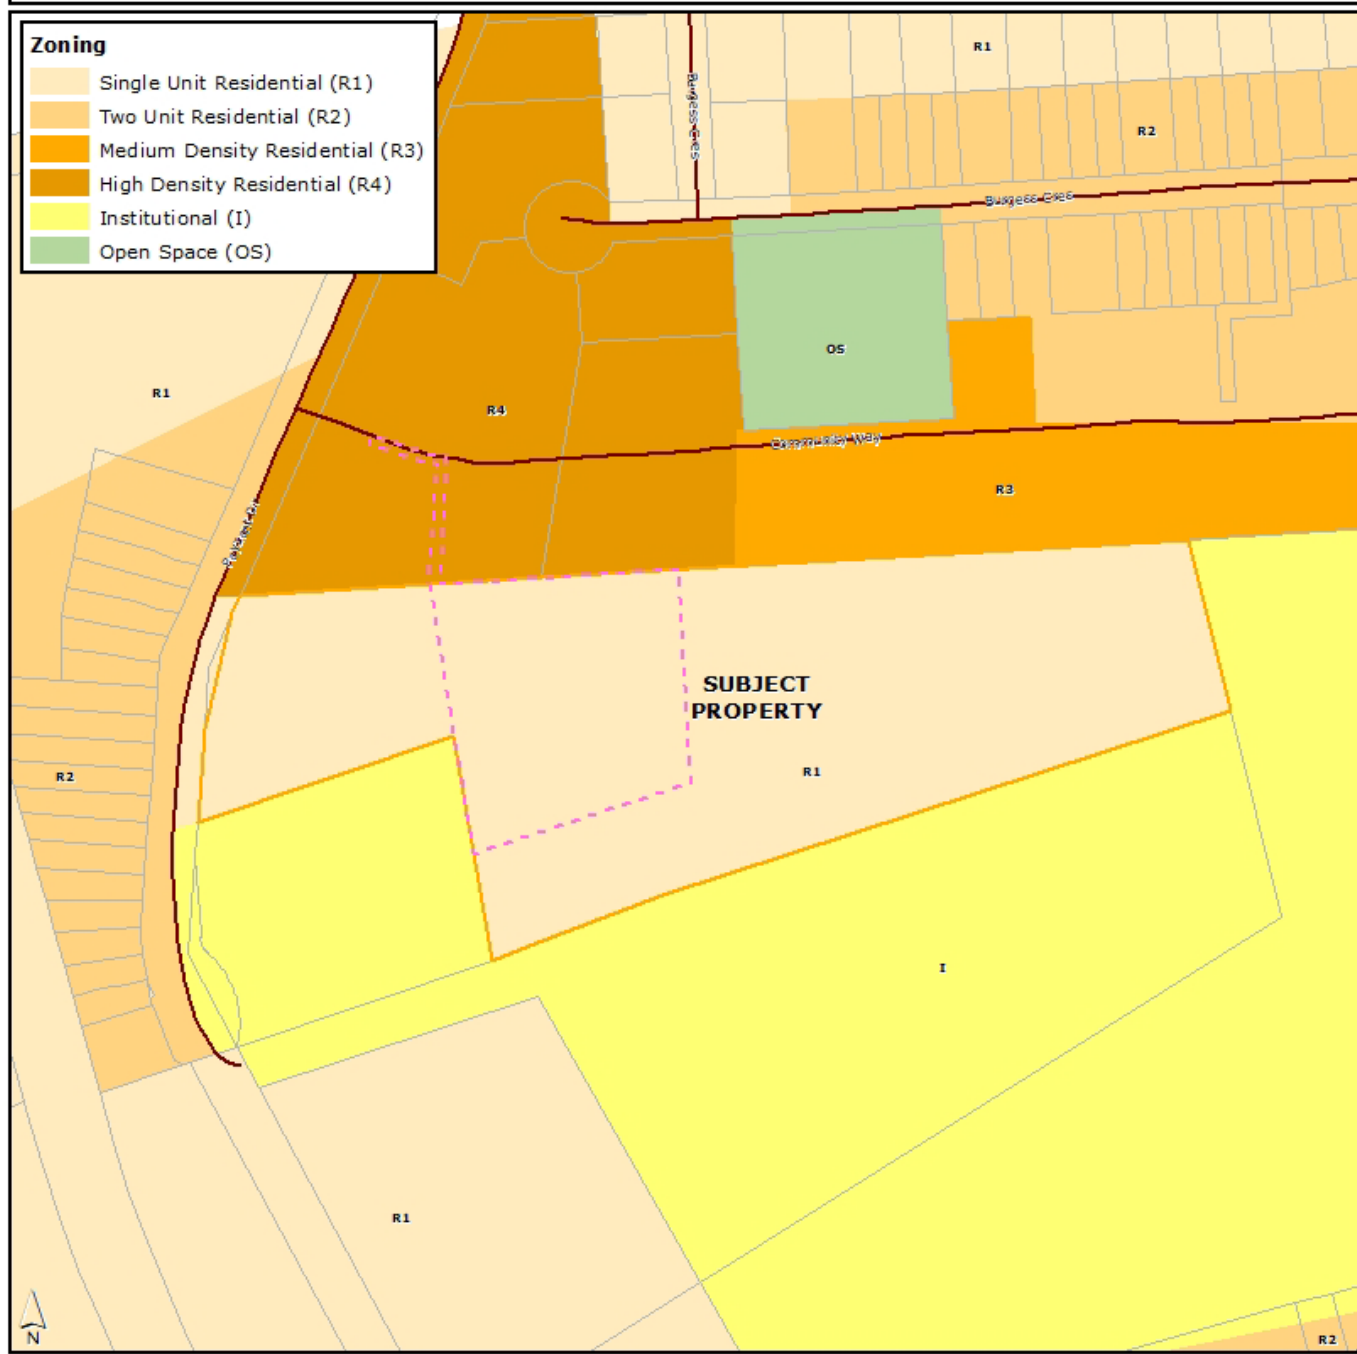 Zoning
Single Unit Residential (R1)
Two Unit Residential (R2)
Medium Density Residential (R3)
High Density Residential (R4)
Institutional (I)
Open Space (OS)
R1
Burgess Cres
R2
Burgess Cres
OS
R1
R4
Community Way
R3
SUBJECT
PROPERTY
R1
R2
I
R1
N
R2